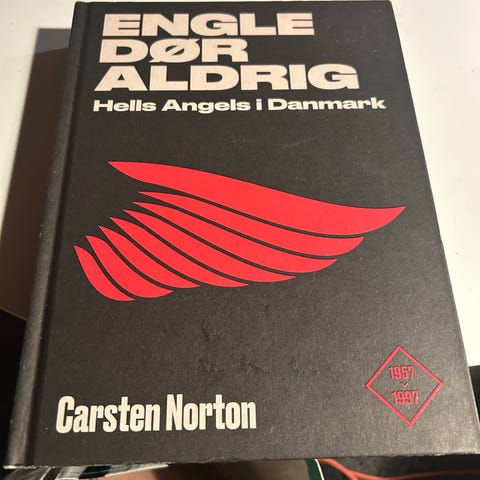 ENGLE
DØR
ALDRIG
Hells Angels i Danmark
1957
1997
Carsten Norton